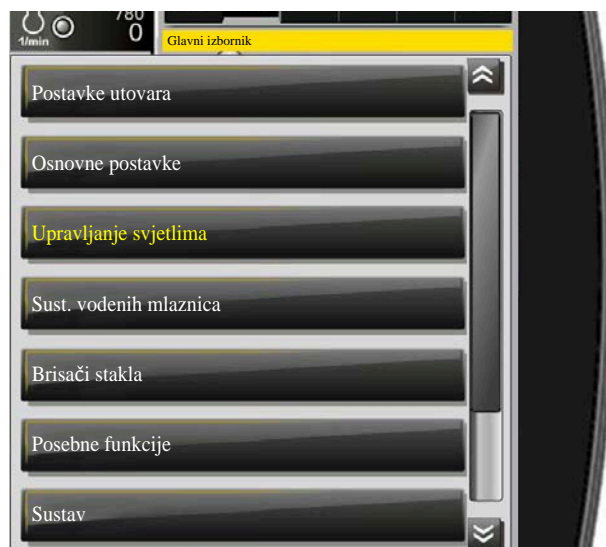 780
1/min 0
Glavni izbornik
Postavke utovara
Osnovne postavke
Upravljanje svjetlima
Sust. vodenih mlaznica
Brisači stakla
Posebne funkcije
Sustav